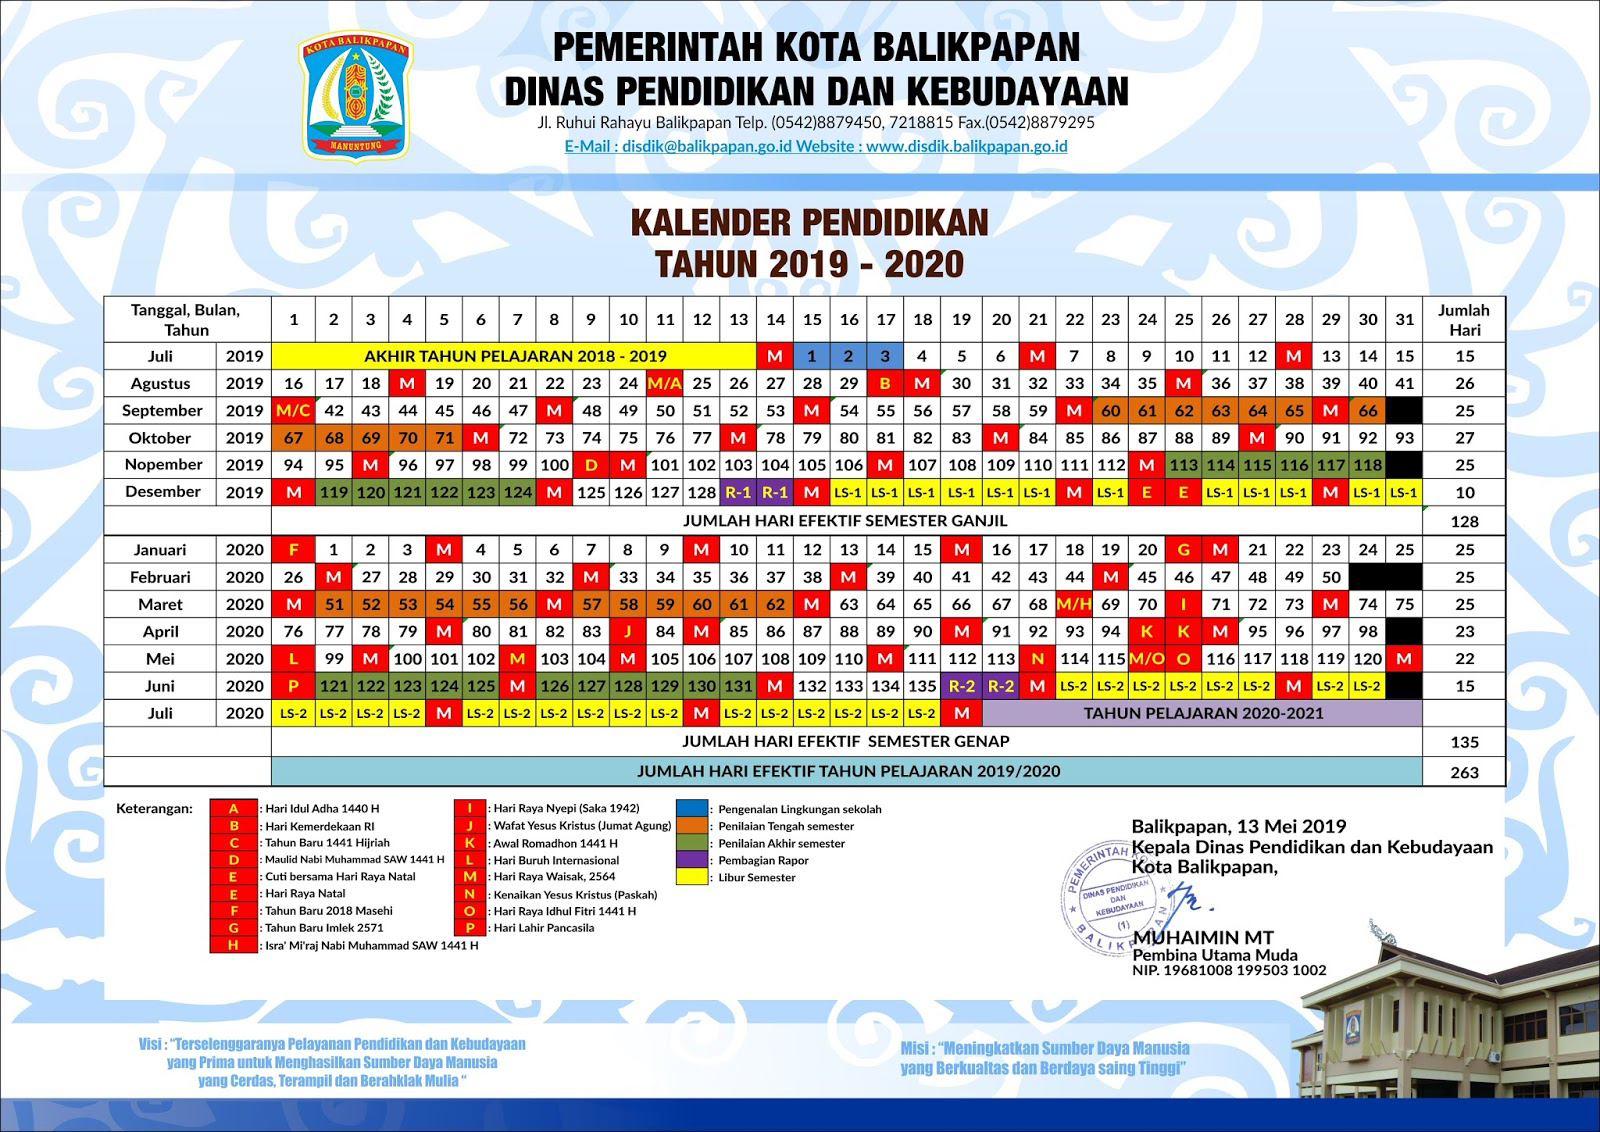 KOTA BALIKPAPAN
MANUNTUNG
PEMERINTAH KOTA BALIKPAPAN
DINAS PENDIDIKAN DAN KEBUDAYAAN
Jl. Ruhui Rahayu Balikpapan Telp. (0542)8879450, 7218815 Fax.(0542)8879295
E-Mail : disdik@balikpapan.go.id Website : www.disdik.balikpapan.go.id
KALENDER PENDIDIKAN
TAHUN 2019 - 2020
Tanggal, Bulan, Tahun 1 2 3 4 5 6 7 8 9 10 11 12 13 14 15 16 17 18 19 20 21 22 23 24 25 26 27 28 29 30 31 Jumlah Hari
Juli 2019 AKHIR TAHUN PELAJARAN 2018 - 2019 M 1 2 3 4 5 6 M 7 8 9 10 11 12 M 13 14 15 15
Agustus 2019 16 17 18 M 19 20 21 22 23 24 M/A 25 26 27 28 29 B M 30 31 32 33 34 35 M 36 37 38 39 40 41 26
September 2019 M/C 42 43 44 45 46 47 M 48 49 50 51 52 53 M 54 55 56 57 58 59 M 60 61 62 63 64 65 M 66 25
Oktober 2019 67 68 69 70 71 M 72 73 74 75 76 77 M 78 79 80 81 82 83 M 84 85 86 87 88 89 M 90 91 92 93 27
Nopember 2019 94 95 M 96 97 98 99 100 D M 101 102 103 104 105 106 M 107 108 109 110 111 112 M 113 114 115 116 117 118 25
Desember 2019 M 119 120 121 122 123 124 M 125 126 127 128 R-1 R-1 M LS-1 LS-1 LS-1 LS-1 LS-1 LS-1 M LS-1 E E LS-1 LS-1 LS-1 M LS-1 LS-1 10
JUMLAH HARI EFEKTIF SEMESTER GANJIL 128
Januari 2020 F 1 2 3 M 4 5 6 7 8 9 M 10 11 12 13 14 15 M 16 17 18 19 20 G M 21 22 23 24 25 25
Februari 2020 26 M 27 28 29 30 31 32 M 33 34 35 36 37 38 M 39 40 41 42 43 44 M 45 46 47 48 49 50 25
Maret 2020 M 51 52 53 54 55 56 M 57 58 59 60 61 62 M 63 64 65 66 67 68 M/H 69 70 I 71 72 73 M 74 75 25
April 2020 76 77 78 79 M 80 81 82 83 J 84 M 85 86 87 88 89 90 M 91 92 93 94 K K M 95 96 97 98 23
Mei 2020 L 99 M 100 101 102 M 103 104 M 105 106 107 108 109 110 M 111 112 113 N 114 115 M/O O 116 117 118 119 120 M 22
Juni 2020 P 121 122 123 124 125 M 126 127 128 129 130 131 M 132 133 134 135 R-2 R-2 M LS-2 LS-2 LS-2 LS-2 LS-2 LS-2 M LS-2 LS-2 15
Juli 2020 LS-2 LS-2 LS-2 LS-2 M LS-2 LS-2 LS-2 LS-2 LS-2 LS-2 M LS-2 LS-2 LS-2 LS-2 LS-2 LS-2 M TAHUN PELAJARAN 2020-2021
JUMLAH HARI EFEKTIF SEMESTER GENAP 135
JUMLAH HARI EFEKTIF TAHUN PELAJARAN 2019/2020 263
Keterangan:
A : Hari Idul Adha 1440 H
B : Hari Kemerdekaan RI
C : Tahun Baru 1441 Hijriah
D : Maulid Nabi Muhammad SAW 1441 H
E : Cuti bersama Hari Raya Natal
E : Hari Raya Natal
F : Tahun Baru 2018 Masehi
G : Tahun Baru Imlek 2571
H : Isra' Mi'raj Nabi Muhammad SAW 1441 H
I : Hari Raya Nyepi (Saka 1942)
J : Wafat Yesus Kristus (Jumat Agung)
K : Awal Romadhon 1441 H
L : Hari Buruh Internasional
M : Hari Raya Waisak, 2564
N : Kenaikan Yesus Kristus (Paskah)
O : Hari Raya Idhul Fitri 1441 H
P : Hari Lahir Pancasila
: Pengenalan Lingkungan sekolah
: Penilaian Tengah semester
: Penilaian Akhir semester
: Pembagian Rapor
: Libur Semester
Balikpapan, 13 Mei 2019
Kepala Dinas Pendidikan dan Kebudayaan
Kota Balikpapan,
PEMERINTAH KOTA
DINAS PENDIDIKAN
DAN
KEBUDAYAAN
(1)
BALIKPAPAN
MUHAIMIN MT
Pembina Utama Muda
NIP. 19681008 199503 1002
Visi : “Terselenggaranya Pelayanan Pendidikan dan Kebudayaan
yang Prima untuk Menghasilkan Sumber Daya Manusia
yang Cerdas, Terampil dan Berahklak Mulia “
Misi : “Meningkatkan Sumber Daya Manusia
yang Berkualtas dan Berdaya saing Tinggi”